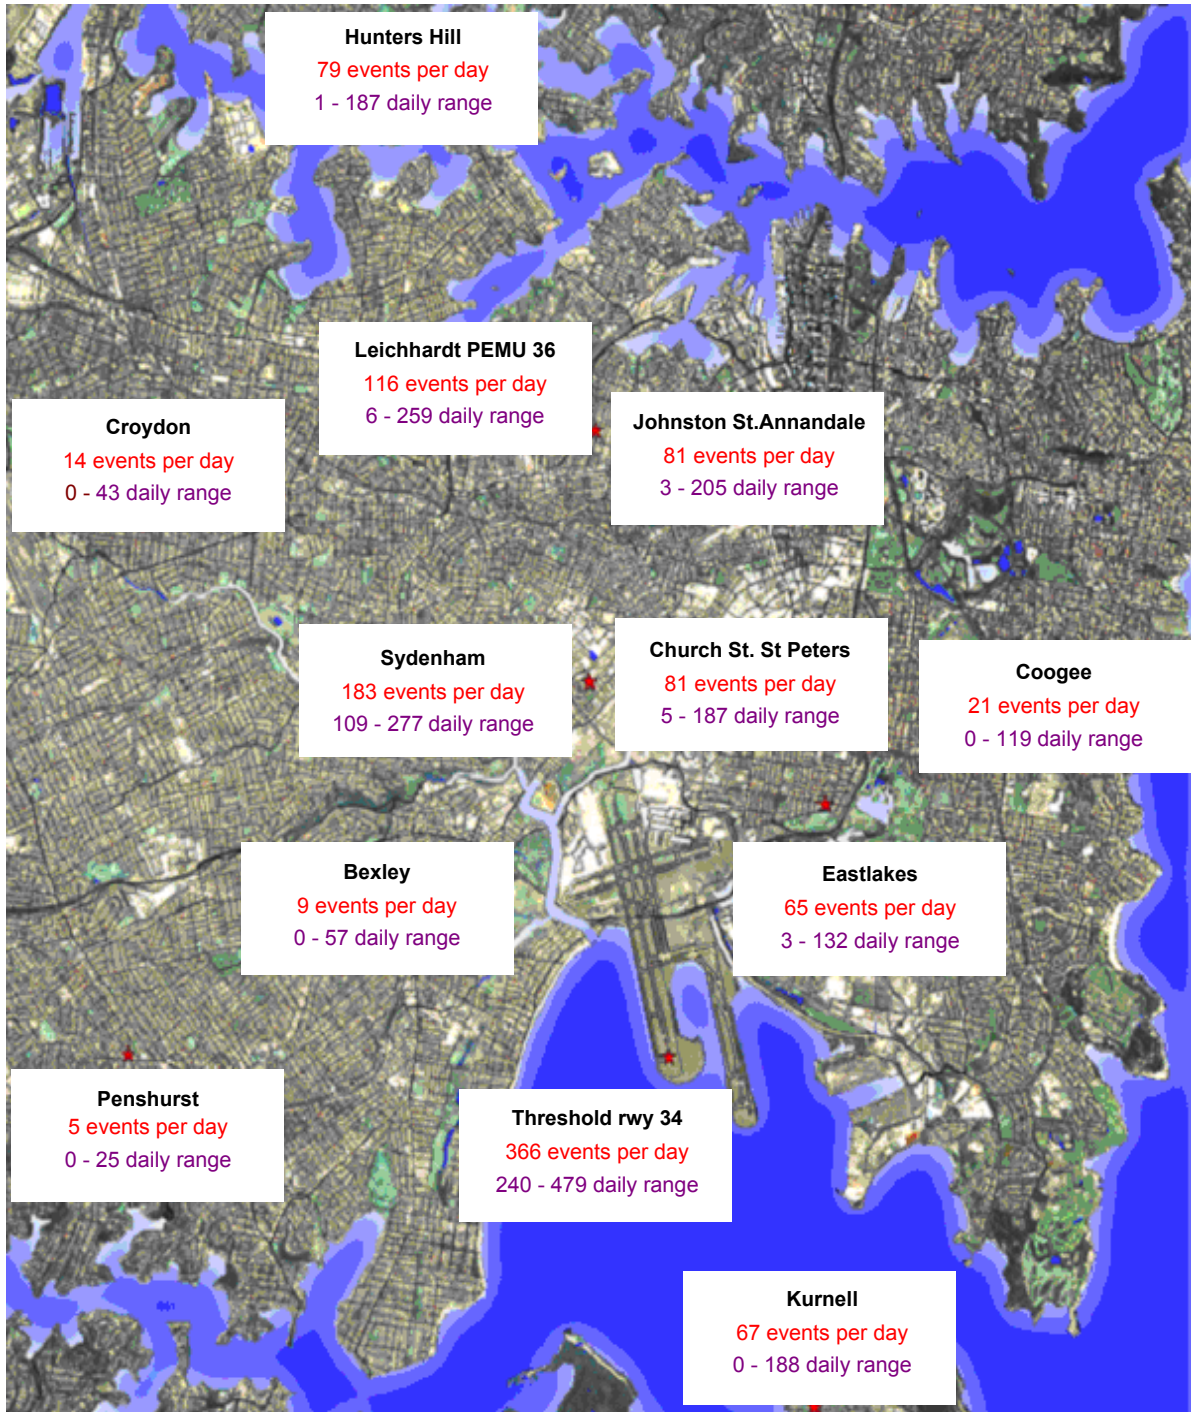 Hunters Hill
79 events per day
1 - 187 daily range
Leichhardt PEMU 36
116 events per day
6 - 259 daily range
Johnston St.Annandale
81 events per day
3 - 205 daily range
Croydon
14 events per day
0 - 43 daily range
Sydenham
183 events per day
109 - 277 daily range
Church St. St Peters
81 events per day
5 - 187 daily range
Coogee
21 events per day
0 - 119 daily range
Bexley
9 events per day
0 - 57 daily range
Eastlakes
65 events per day
3 - 132 daily range
Penshurst
5 events per day
0 - 25 daily range
Threshold rwy 34
366 events per day
240 - 479 daily range
Kurnell
67 events per day
0 - 188 daily range